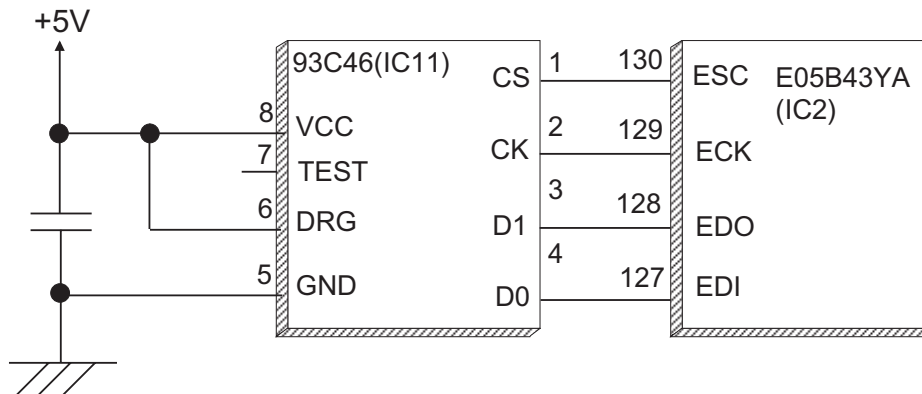 +5V
93C46(IC11)
CS
1
130
ESC
E05B43YA
(IC2)
8
VCC
CK
2
129
ECK
7
TEST
6
DRG
D1
3
128
EDO
5
GND
D0
4
127
EDI